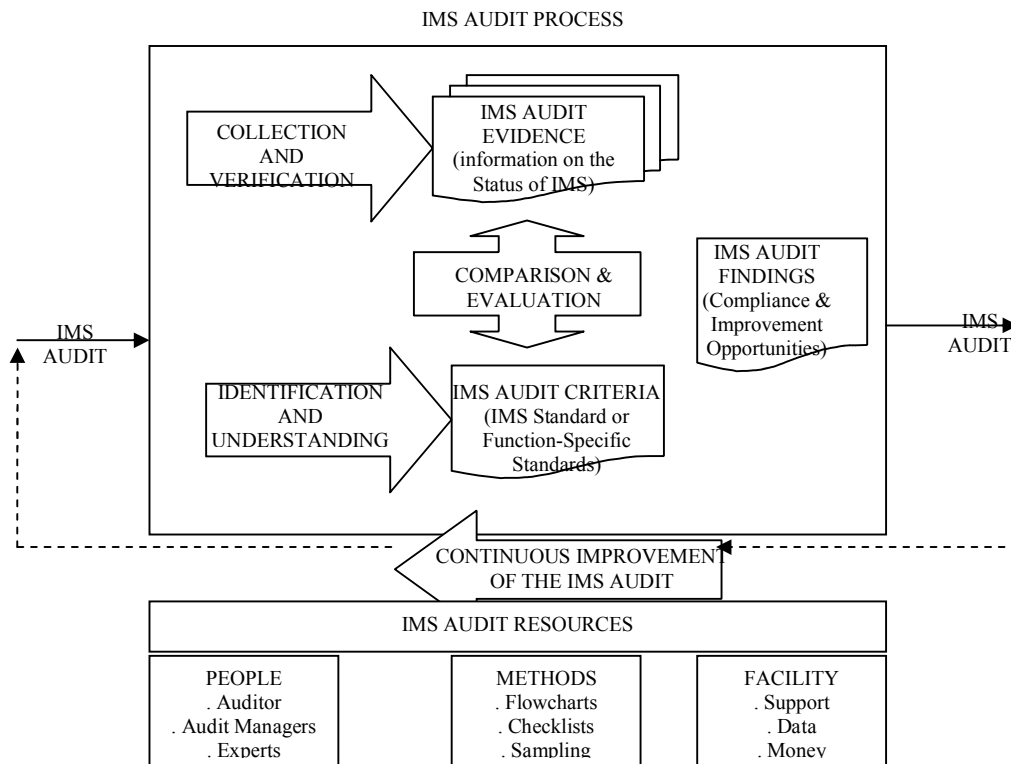 IMS AUDIT PROCESS
COLLECTION
AND
VERIFICATION
IMS AUDIT
EVIDENCE
(information on the
Status of IMS)
COMPARISON &
EVALUATION
IMS AUDIT
FINDINGS
(Compliance &
Improvement
Opportunities)
IMS
AUDIT
IMS
AUDIT
IDENTIFICATION
AND
UNDERSTANDING
IMS AUDIT CRITERIA
(IMS Standard or
Function-Specific
Standards)
CONTINUOUS IMPROVEMENT
OF THE IMS AUDIT
IMS AUDIT RESOURCES
PEOPLE
. Auditor
. Audit Managers
. Experts
METHODS
. Flowcharts
. Checklists
. Sampling
FACILITY
. Support
. Data
. Money